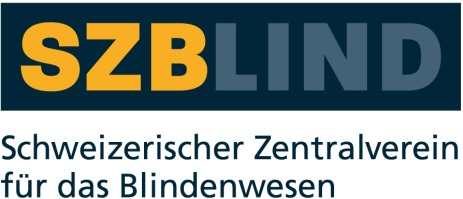 SZBLIND
Schweizerischer Zentralverein
für das Blindenwesen